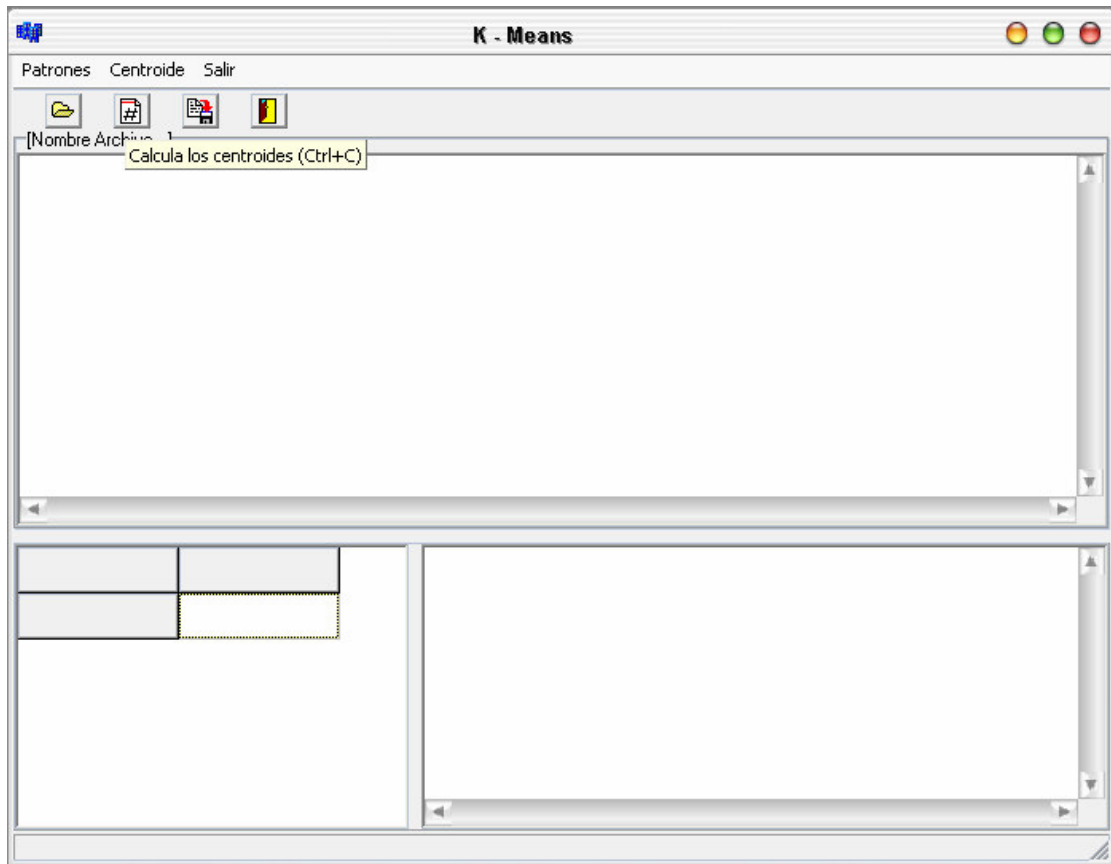 K - Means
Patrones Centroide Salir
#
[Nombre Archivo...]
Calcula los centroides (Ctrl+C)